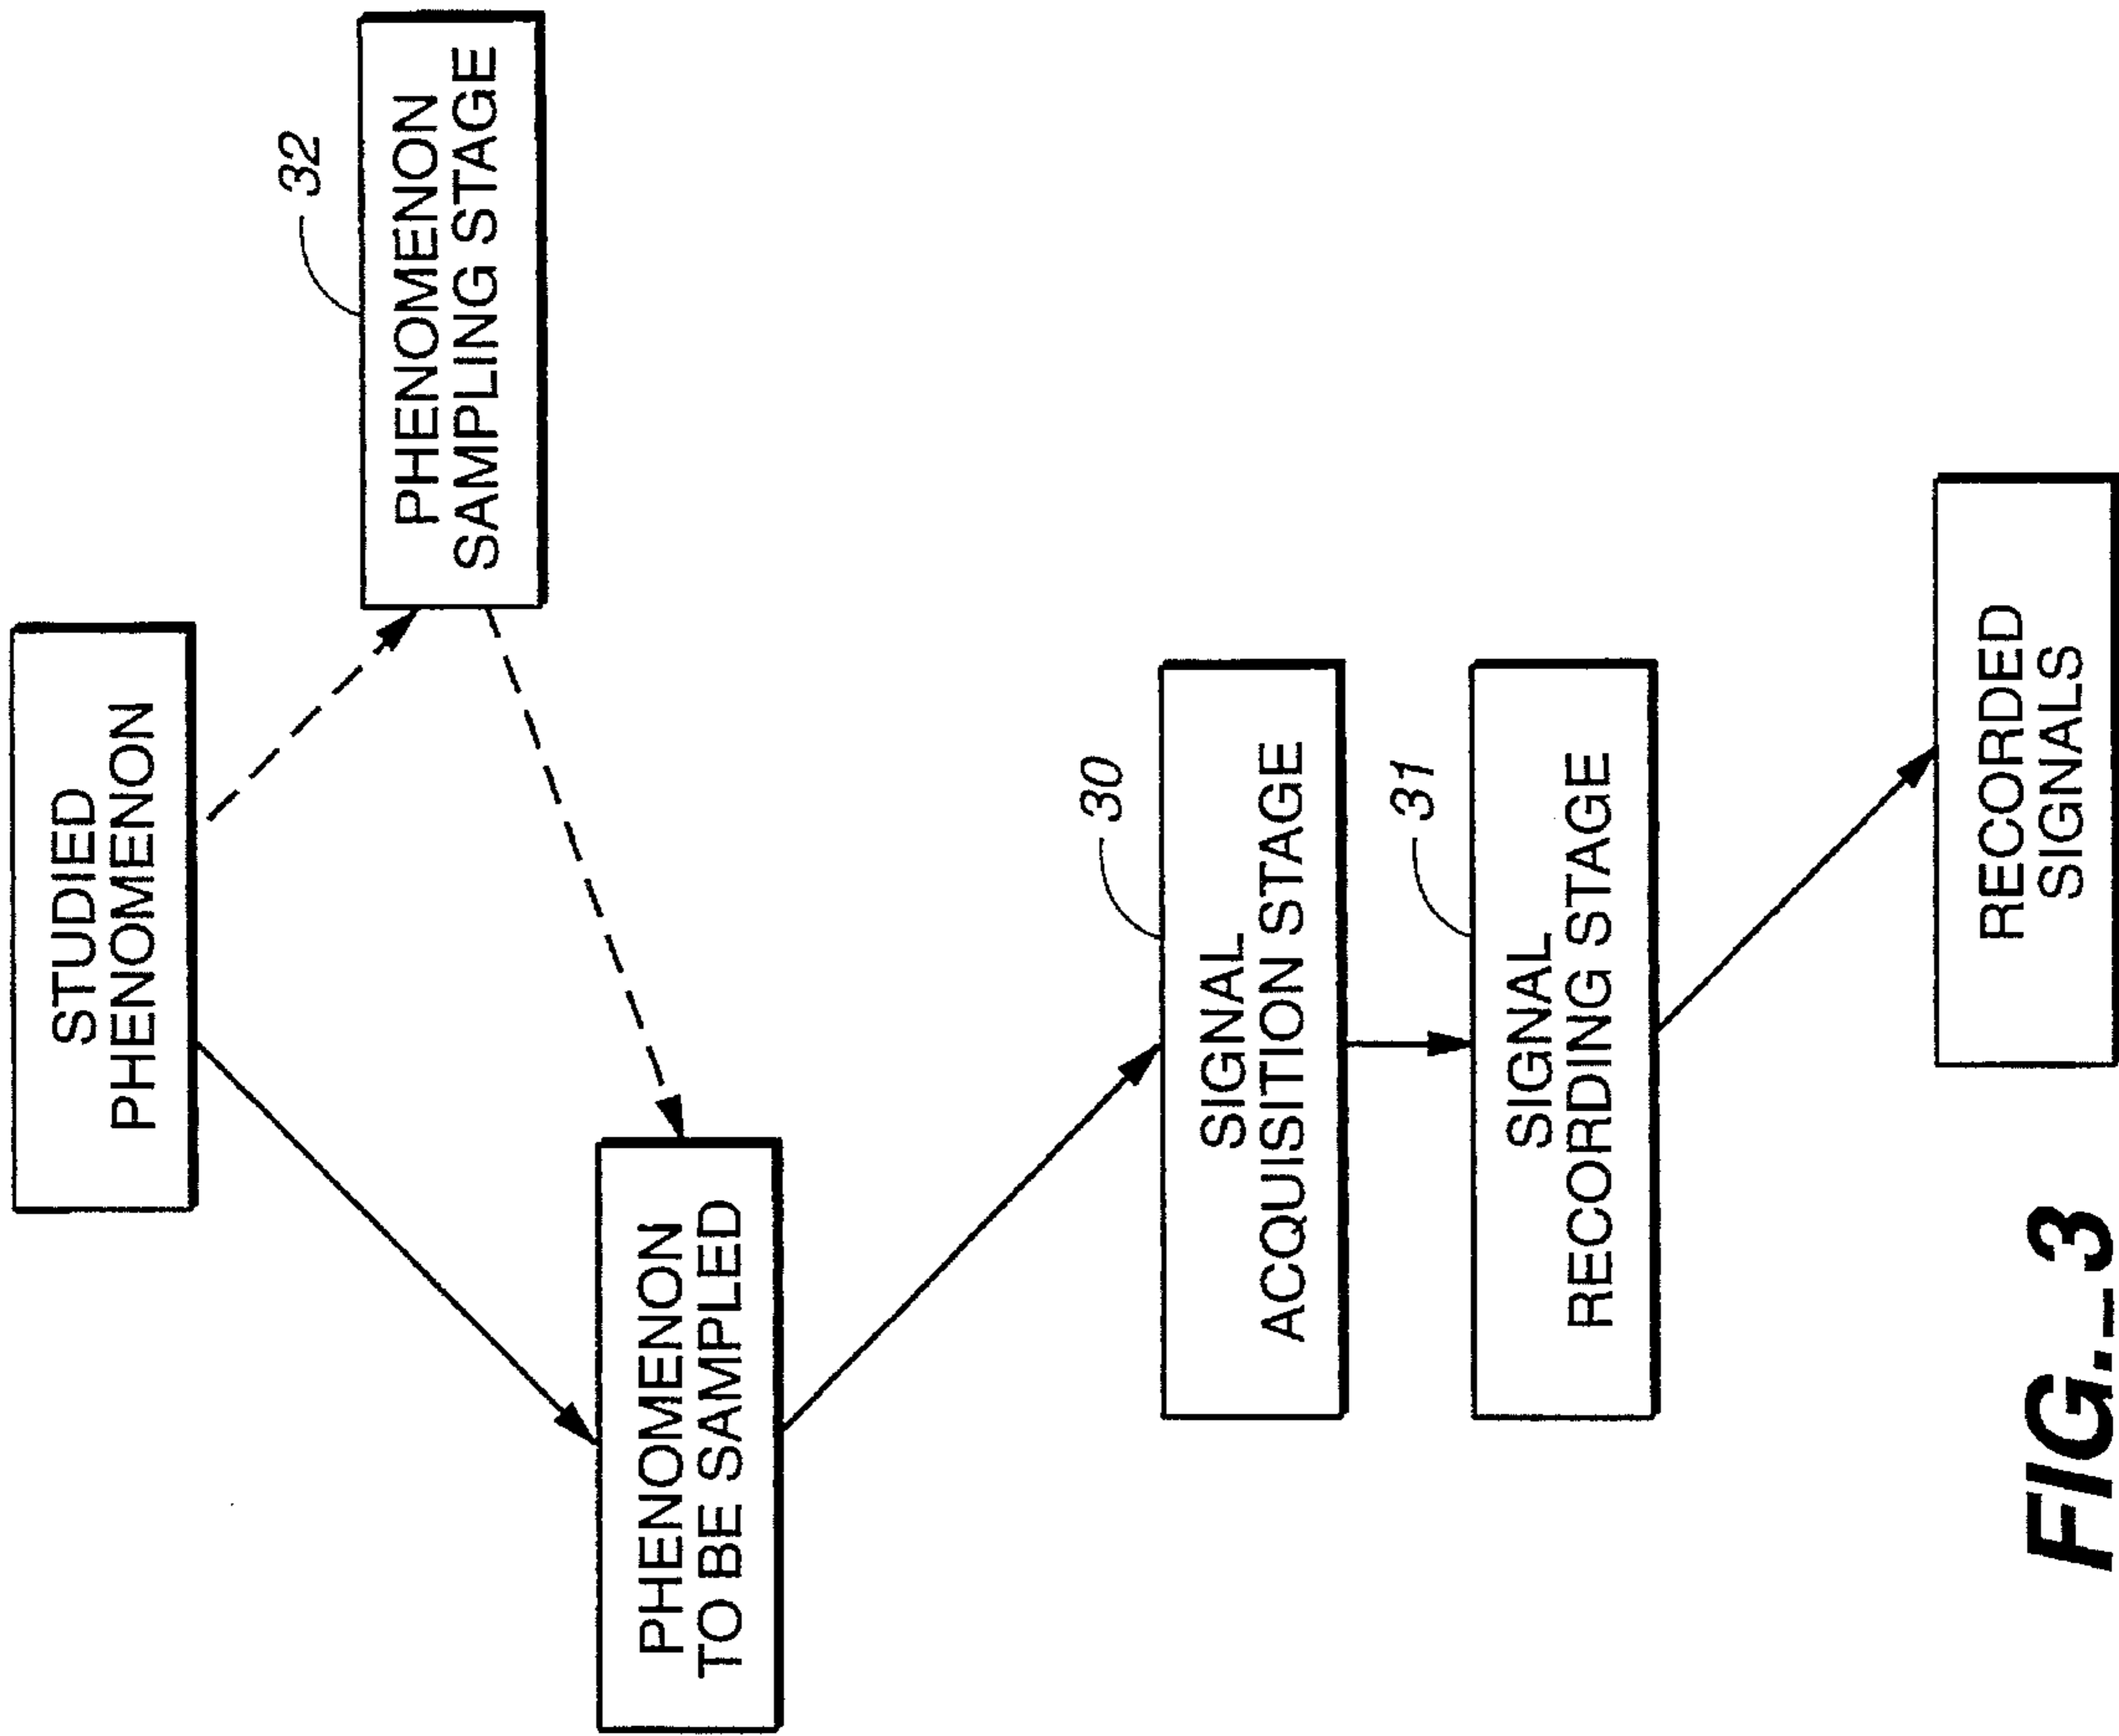 STUDIED
PHENOMENON
32
PHENOMENON
SAMPLING STAGE
PHENOMENON
TO BE SAMPLED
30
SIGNAL
ACQUISITION STAGE
31
SIGNAL
RECORDING STAGE
RECORDED
SIGNALS
FIG._3